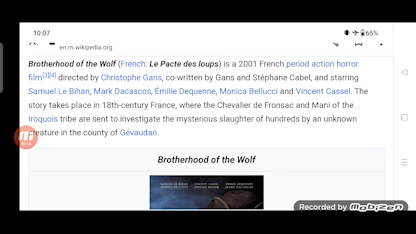 10:07
65%
en.m.wikipedia.org
Brotherhood of the Wolf (French: Le Pacte des loups) is a 2001 French period action horror
film[3][4] directed by Christophe Gans, co-written by Gans and Stéphane Cabel, and starring
Samuel Le Bihan, Mark Dacascos, Émilie Dequenne, Monica Bellucci and Vincent Cassel. The
story takes place in 18th-century France, where the Chevalier de Fronsac and Mani of the
Iroquois tribe are sent to investigate the mysterious slaughter of hundreds by an unknown
creature in the county of Gévaudan.
Brotherhood of the Wolf
Recorded by Mobizen